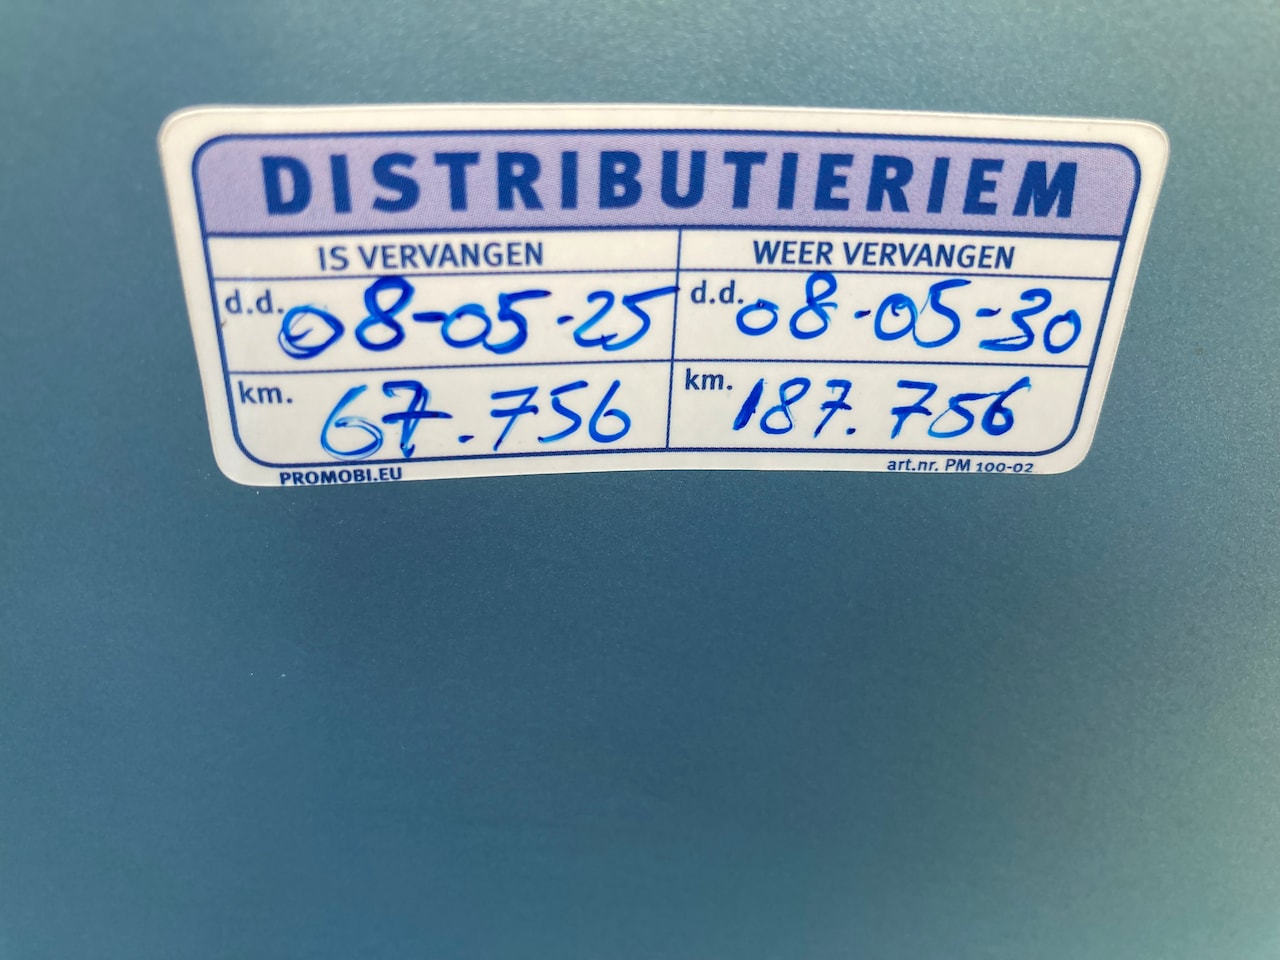 DISTRIBUTIERIEM
IS VERVANGEN WEER VERVANGEN
d.d. 08-05-25 d.d. 08-05-30
km. 67.756 km. 187.756
PROMOBI.EU art.nr. PM 100-02